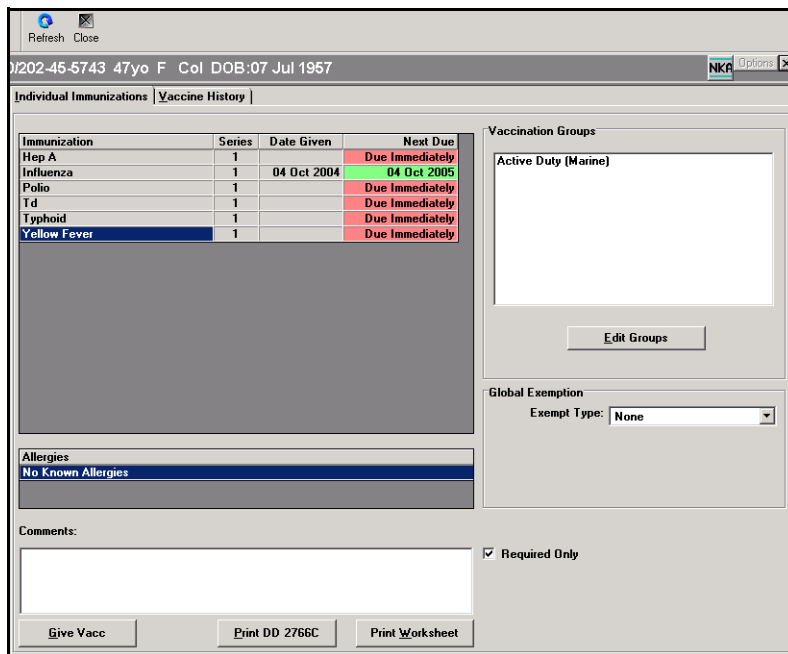 Refresh Close
0/202-45-5743 47yo F Col DOB:07 Jul 1957 NKA Options
Individual Immunizations Vaccine History
Immunization Series Date Given Next Due
Hep A 1 Due Immediately
Influenza 1 04 Oct 2004 04 Oct 2005
Polio 1 Due Immediately
Td 1 Due Immediately
Typhoid 1 Due Immediately
Yellow Fever 1 Due Immediately
Vaccination Groups
Active Duty (Marine)
Edit Groups
Global Exemption
Exempt Type: None
Allergies
No Known Allergies
Comments:
Required Only
Give Vacc Print DD 2766C Print Worksheet